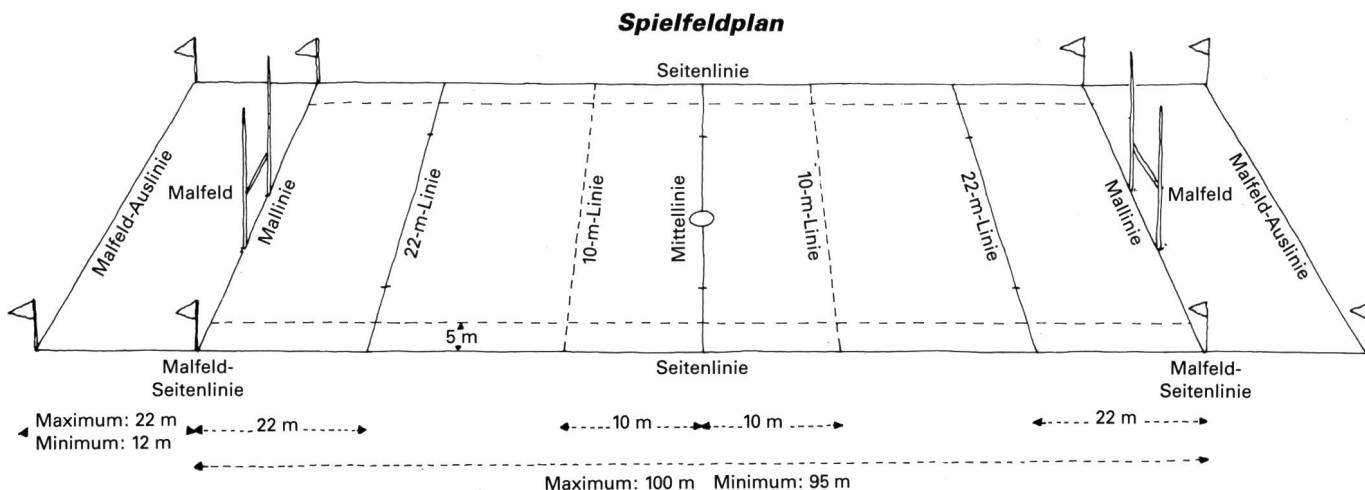 Spielfeldplan
Seitenlinie
Malfeld-Auslinie
Malfeld
Mallinie
22-m-Linie
10-m-Linie
Mittellinie
10-m-Linie
22-m-Linie
Mallinie
Malfeld
Malfeld-Auslinie
5 m
Malfeld-
Seitenlinie
Seitenlinie
Malfeld-
Seitenlinie
Maximum: 22 m
Minimum: 12 m
22 m
10 m
10 m
22 m
Maximum: 100 m Minimum: 95 m